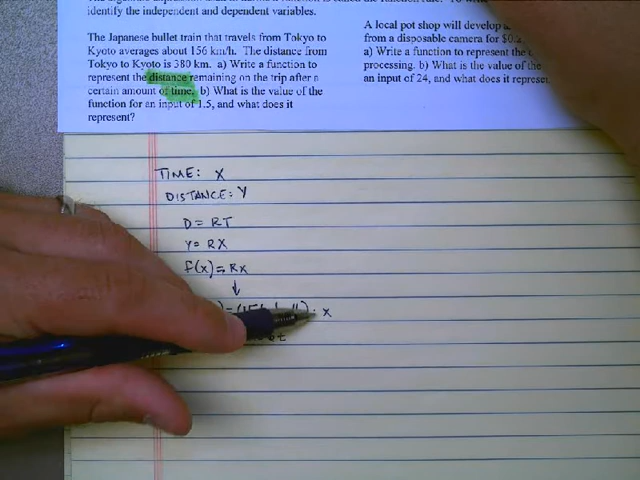 identify the independent and dependent variables.
The Japanese bullet train that travels from Tokyo to
Kyoto averages about 156 km/h. The distance from
Tokyo to Kyoto is 380 km. a) Write a function to
represent the distance remaining on the trip after a
certain amount of time. b) What is the value of the
function for an input of 1.5, and what does it
represent?
A local pot shop will develop
from a disposable camera for $0.2
a) Write a function to represent the
processing. b) What is the value of the
an input of 24, and what does it represen
TIME: X
DISTANCE: Y
D = RT
Y = RX
f(x) = RX
· X